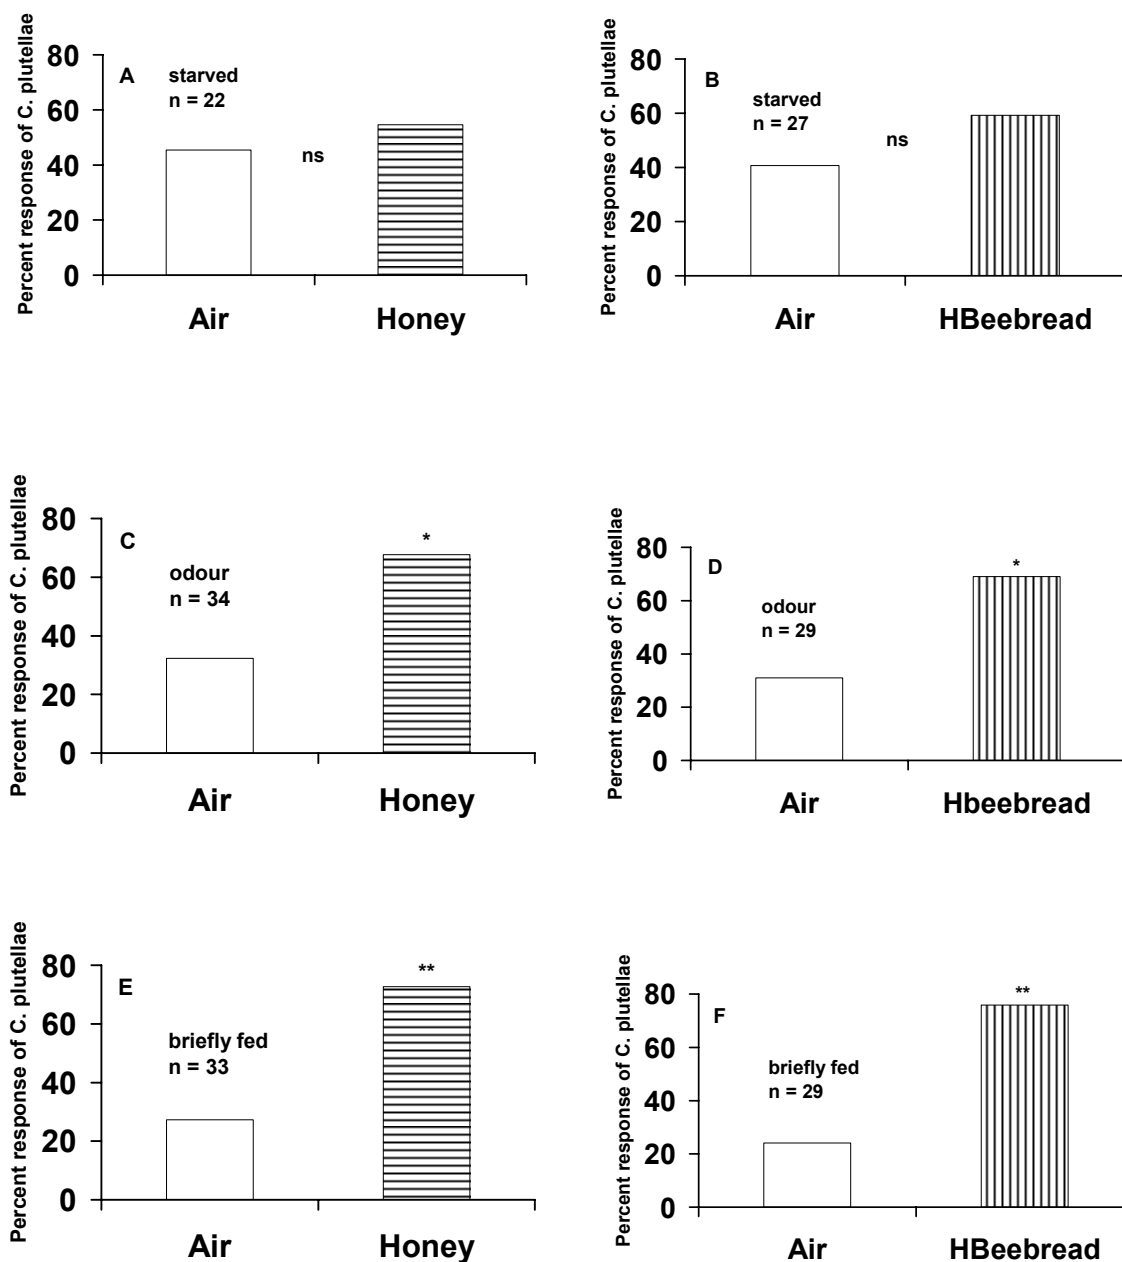 Percent response of C. plutellae
80
60
40
20
0
A
starved
n = 22
ns
Air
Honey
Percent response of C. plutellae
80
60
40
20
0
B
starved
n = 27
ns
Air
HBeebread
Percent response of C. plutellae
80
60
40
20
0
C
odour
n = 34
*
Air
Honey
Percent response of C. plutellae
80
60
40
20
0
D
odour
n = 29
*
Air
Hbeebread
Percent response of C. plutellae
80
60
40
20
0
E
briefly fed
n = 33
**
Air
Honey
Percent response of C. plutellae
80
60
40
20
0
F
briefly fed
n = 29
**
Air
HBeebread